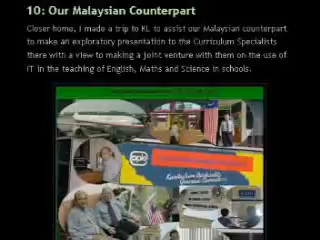 10: Our Malaysian Counterpart
Closer home, I made a trip to KL to assist our Malaysian counterpart
to make an exploratory presentation to the Curriculum Specialists
there with a view to making a joint venture with them on the use of
IT in the teaching of English, Maths and Science in schools.